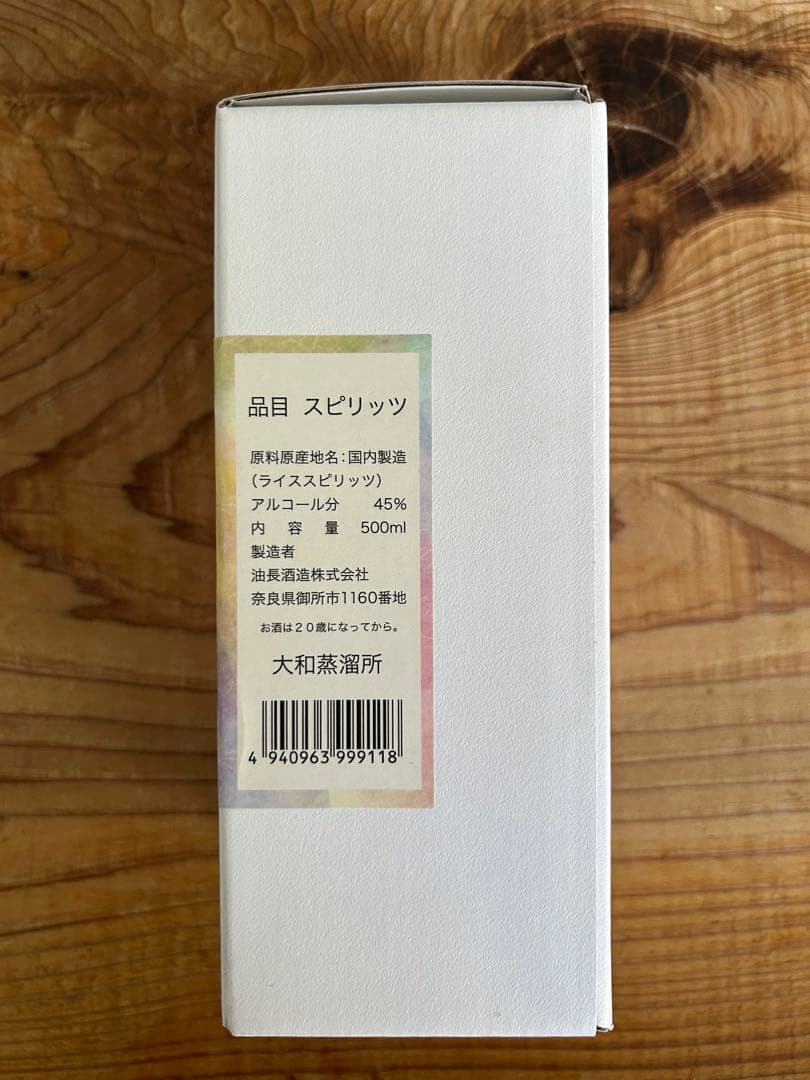 品目 スピリッツ
原料原産地名:国内製造
(ライススピリッツ)
アルコール分 45%
内容量 500ml
製造者
油長酒造株式会社
奈良県御所市1160番地
お酒は20歳になってから。
大和蒸溜所
4 940963 999118